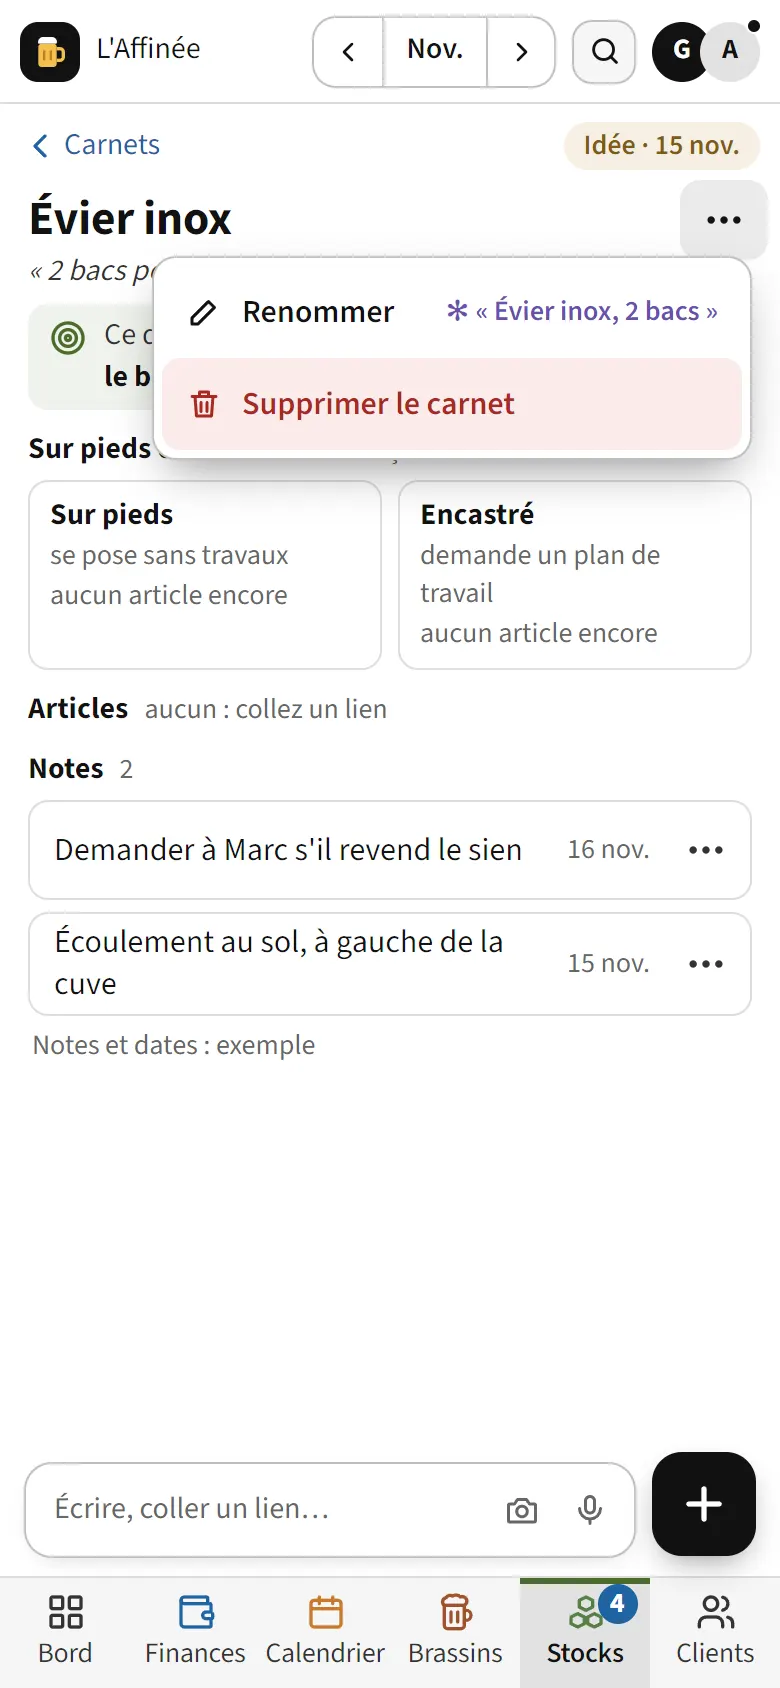 L'Affinée
Nov.
G
A
Carnets
Idée · 15 nov.
Évier inox
« 2 bacs
Renommer
✻ « Évier inox, 2 bacs »
Ce
le b
Supprimer le carnet
Sur pieds
Sur pieds
se pose sans travaux
aucun article encore
Encastré
demande un plan de
travail
aucun article encore
Articles aucun : collez un lien
Notes 2
Demander à Marc s'il revend le sien 16 nov.
Écoulement au sol, à gauche de la
cuve
15 nov.
Notes et dates : exemple
Écrire, coller un lien…
4
Bord
Finances
Calendrier
Brassins
Stocks
Clients